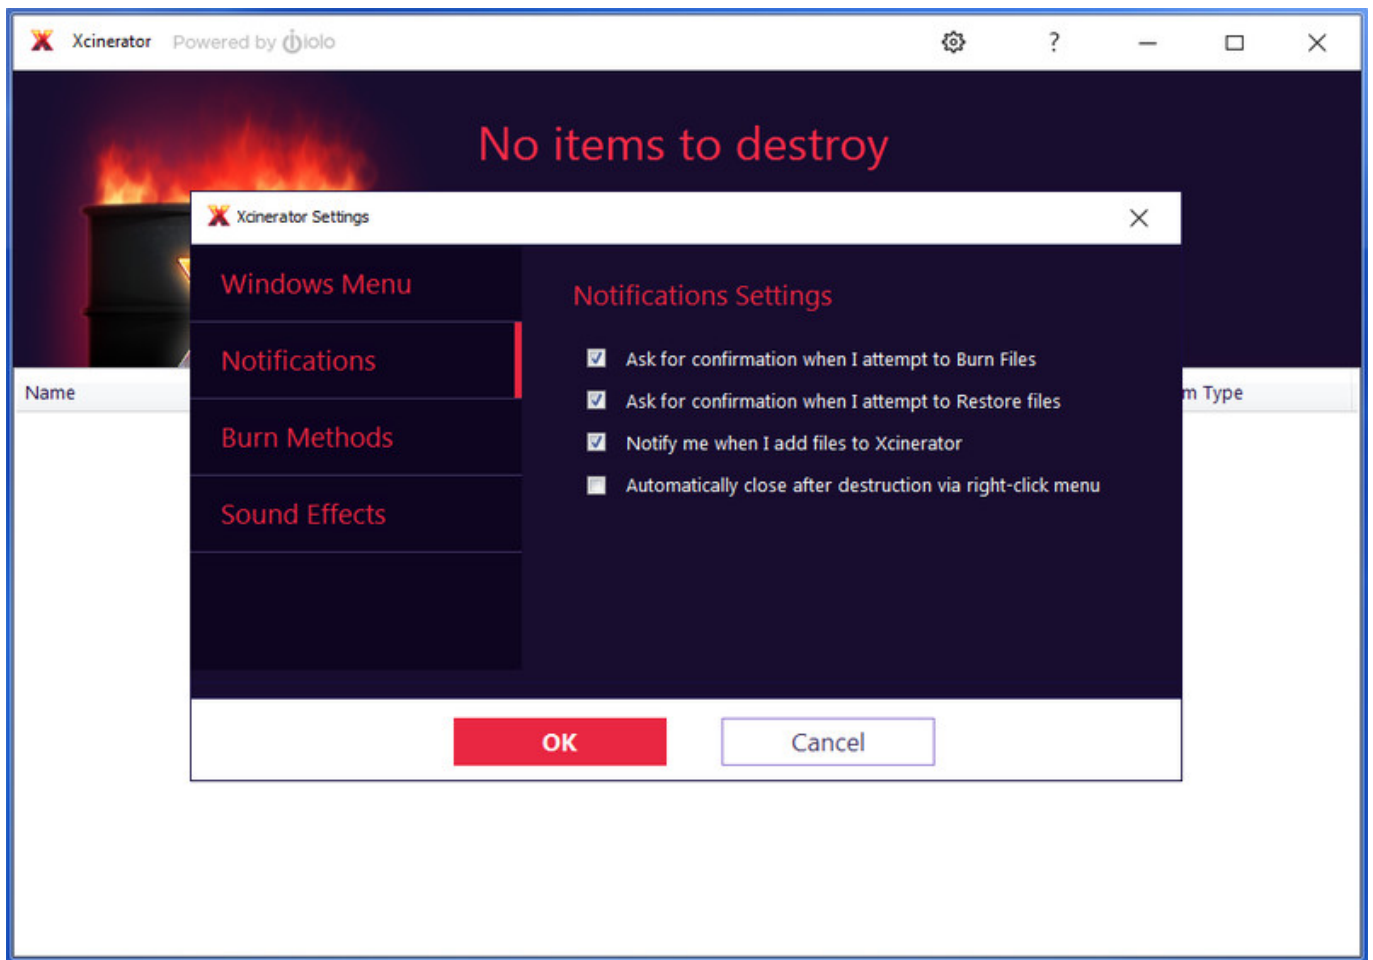 Xcinerator Powered by iolo ?
No items to destroy
Xcinerator Settings
Windows Menu
Notifications
Burn Methods
Sound Effects
Notifications Settings
Ask for confirmation when I attempt to Burn Files
Ask for confirmation when I attempt to Restore files
Notify me when I add files to Xcinerator
Automatically close after destruction via right-click menu
OK Cancel
Name Type